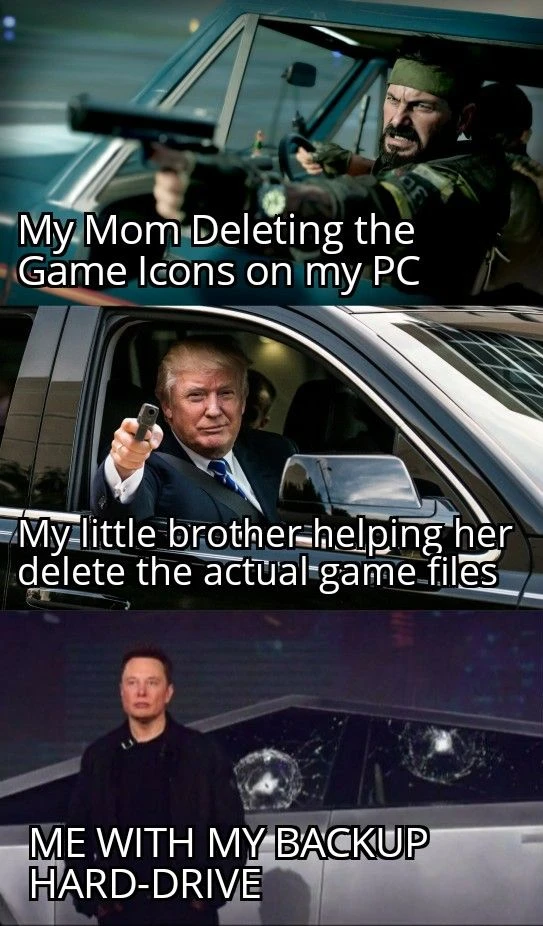 My Mom Deleting the
Game Icons on my PC
My little brother helping her
delete the actual game files
ME WITH MY BACKUP
HARD-DRIVE